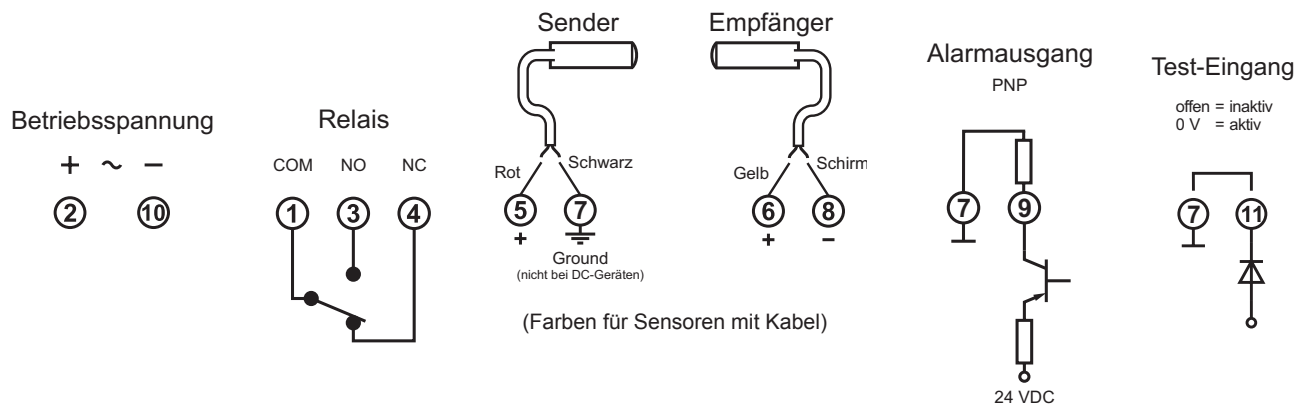 Betriebsspannung
+ ~ −
2 10
Relais
COM NO NC
1 3 4
Sender
Rot Schwarz
5 7
+
Ground
(nicht bei DC-Geräten)
Empfänger
Gelb Schirm
6 8
+ −
(Farben für Sensoren mit Kabel)
Alarmausgang
PNP
7 9
24 VDC
Test-Eingang
offen = inaktiv
0 V = aktiv
7 11